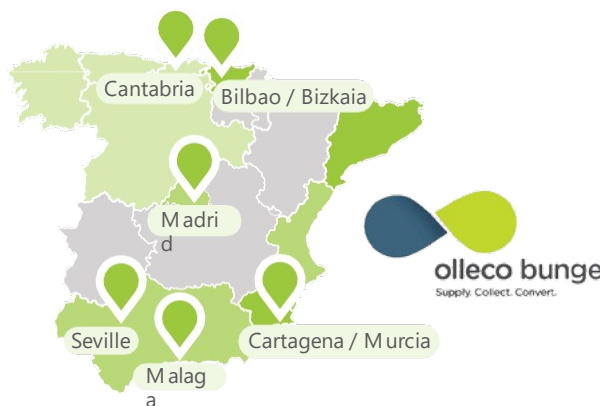 Cantabria
Bilbao / Bizkaia
Madri
d
olleco bunge
Supply. Collect. Convert.
Seville
Cartagena / Murcia
Malag
a